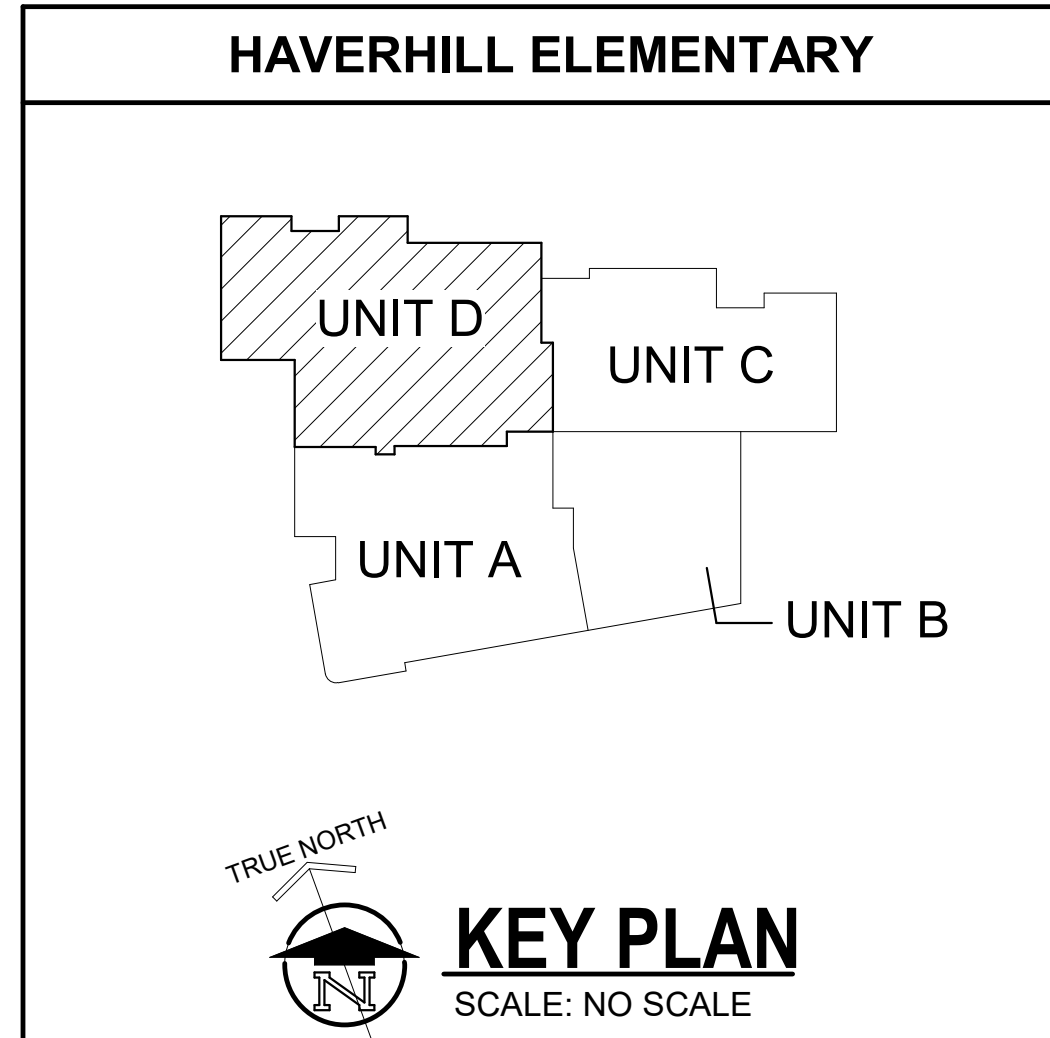 HAVERHILL ELEMENTARY
UNIT D
UNIT C
UNIT A
UNIT B
TRUE NORTH
N
KEY PLAN
SCALE: NO SCALE